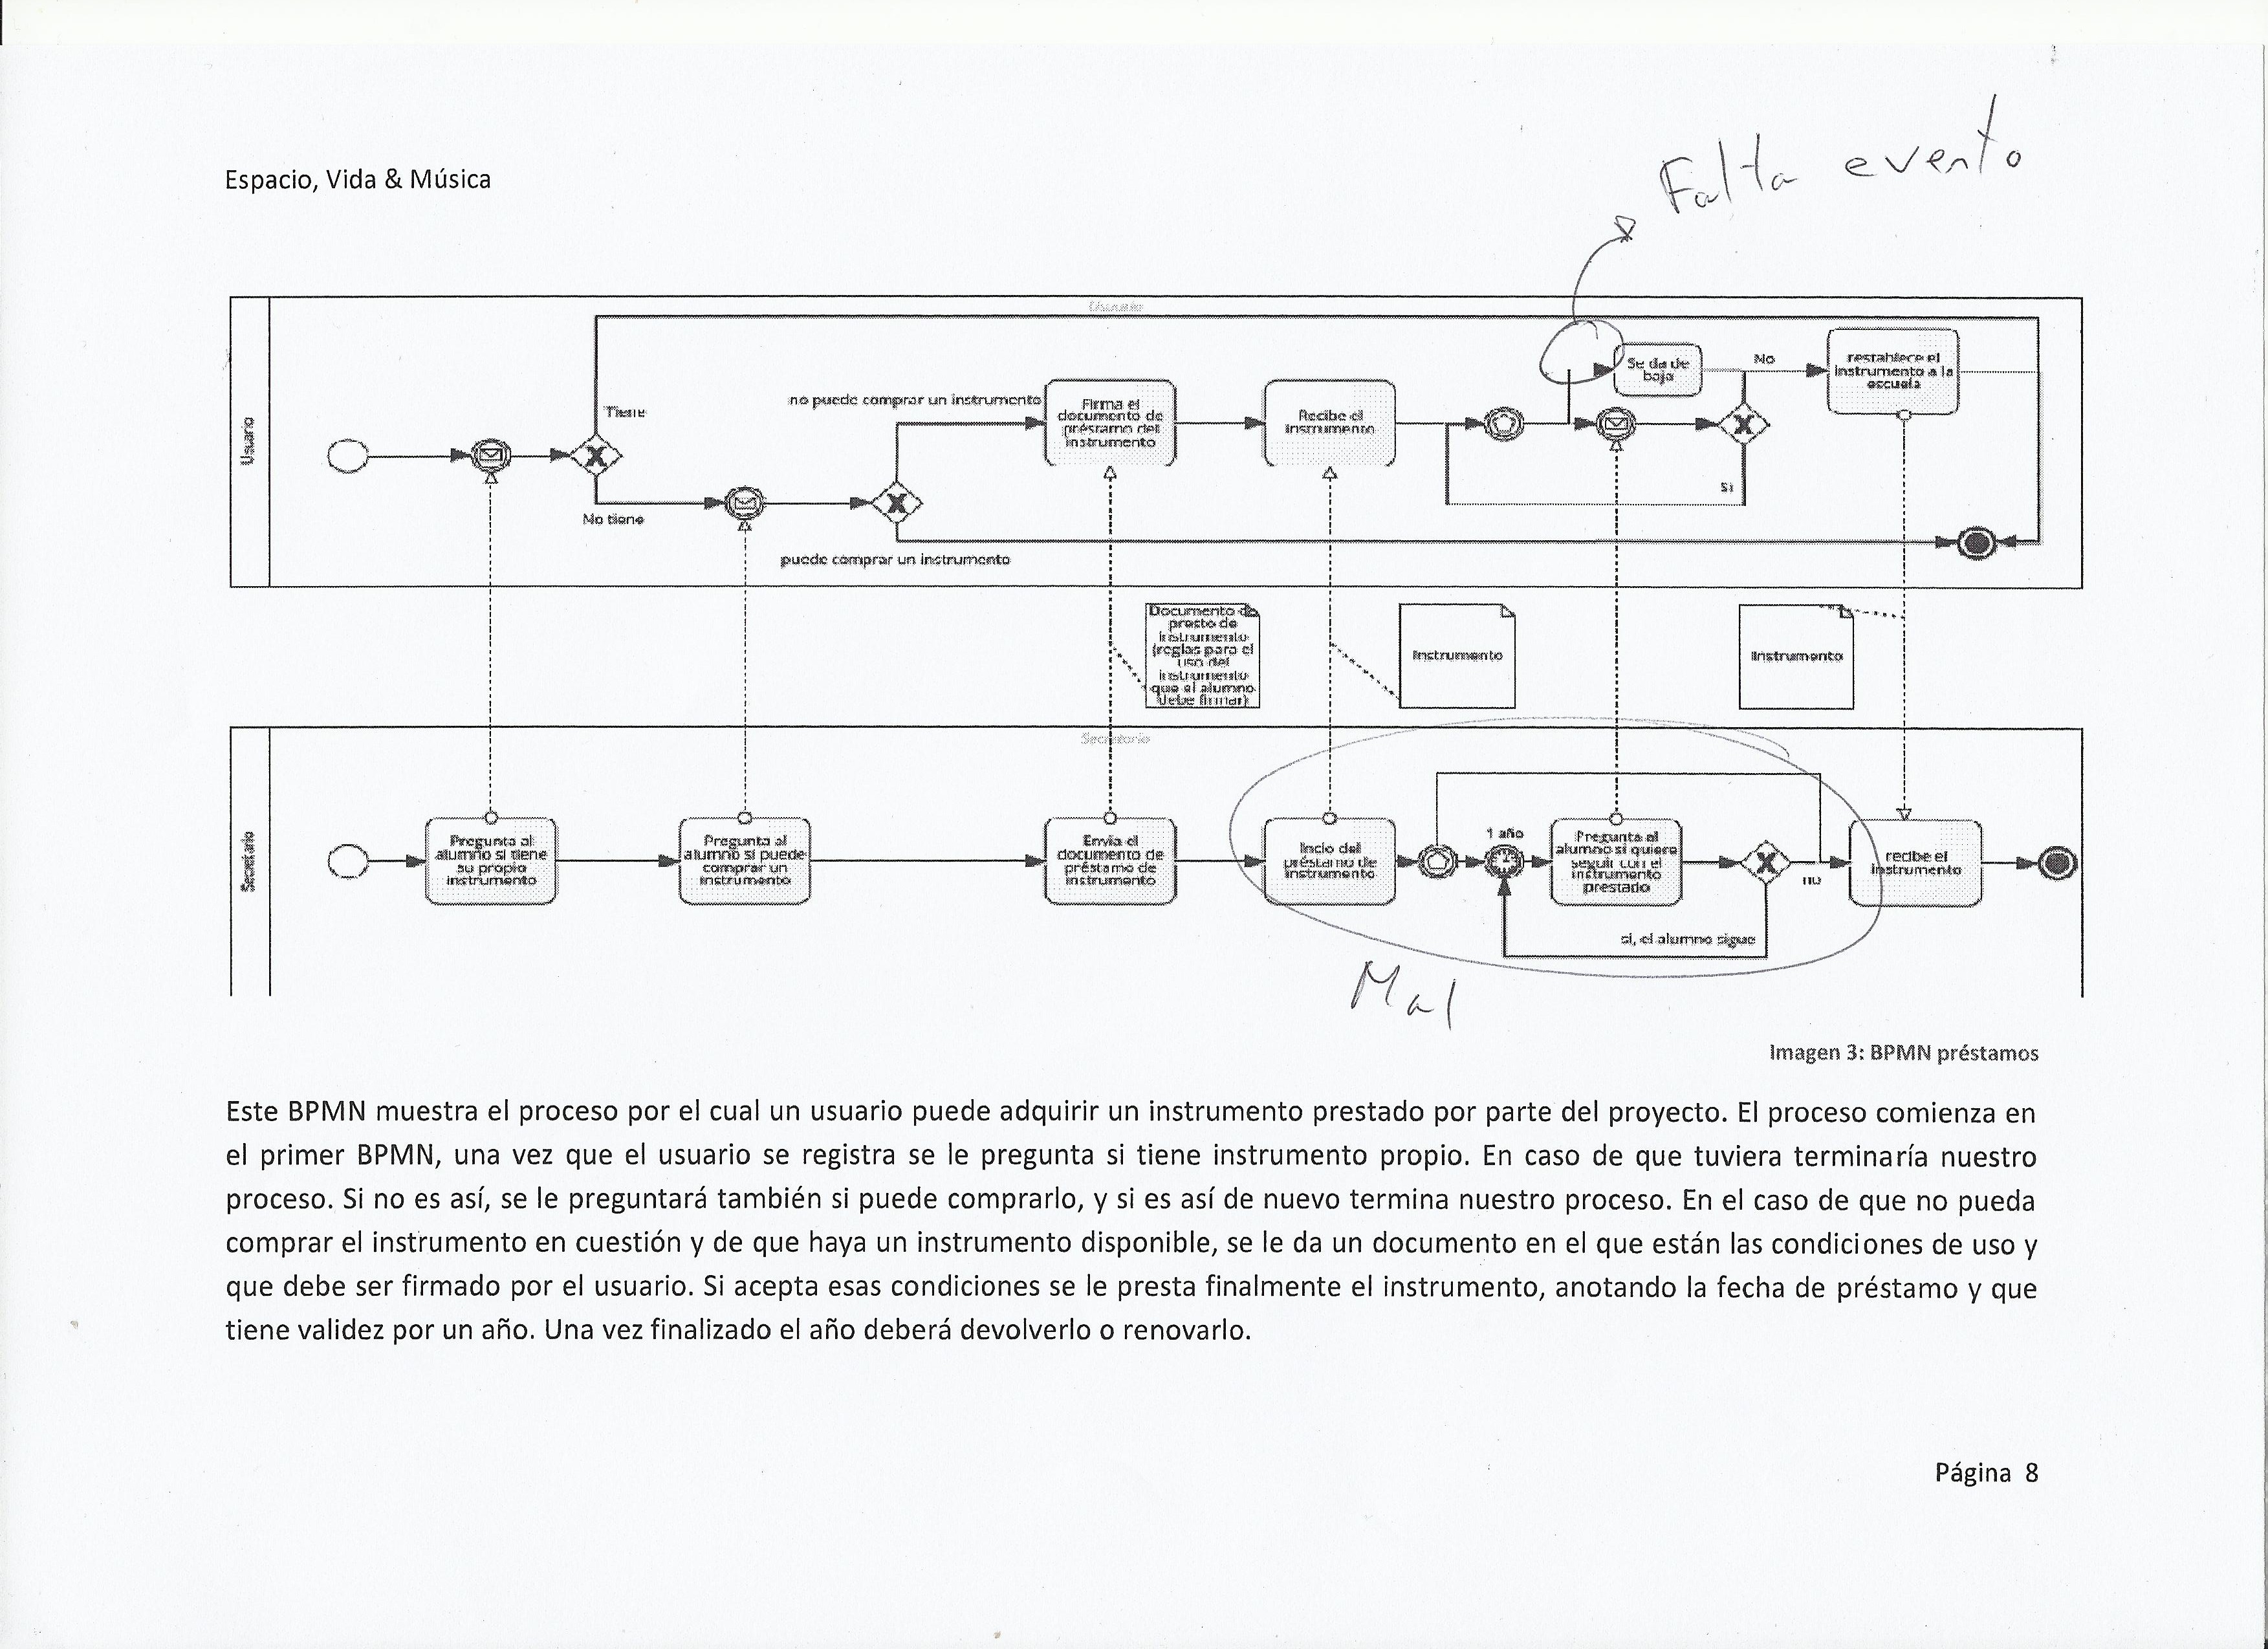 Falta evento
Espacio, Vida & Música
Usuario
Usuario
Tiene
No tiene
no puede comprar un instrumento
puede comprar un instrumento
Firma el
documento de
préstamo del
instrumento
Recibe el
instrumento
Se da de
baja
No
Si
restablece el
instrumento a la
escuela
Documento de
presto de
instrumento
(reglas para el
uso del
instrumento
que el alumno
debe firmar)
Instrumento
Instrumento
Secretario
Secretario
Pregunta al
alumno si tiene
su propio
instrumento
Pregunta al
alumno si puede
comprar un
instrumento
Envia el
documento de
préstamo de
instrumento
Incio del
préstamo de
instrumento
1 año
Pregunta al
alumno si quiere
seguir con el
instrumento
prestado
no
si, el alumno sigue
recibe el
instrumento
Mal
Imagen 3: BPMN préstamos
Este BPMN muestra el proceso por el cual un usuario puede adquirir un instrumento prestado por parte del proyecto. El proceso comienza en
el primer BPMN, una vez que el usuario se registra se le pregunta si tiene instrumento propio. En caso de que tuviera terminaría nuestro
proceso. Si no es así, se le preguntará también si puede comprarlo, y si es así de nuevo termina nuestro proceso. En el caso de que no pueda
comprar el instrumento en cuestión y de que haya un instrumento disponible, se le da un documento en el que están las condiciones de uso y
que debe ser firmado por el usuario. Si acepta esas condiciones se le presta finalmente el instrumento, anotando la fecha de préstamo y que
tiene validez por un año. Una vez finalizado el año deberá devolverlo o renovarlo.
Página 8